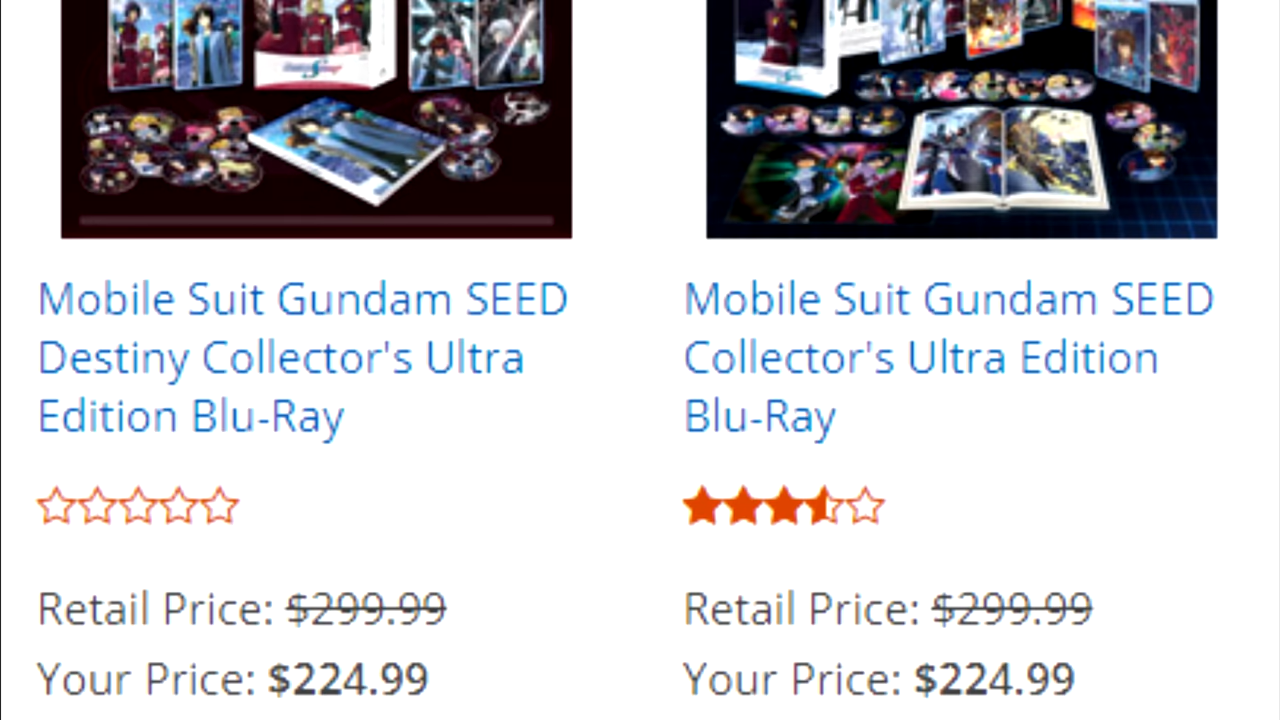 Mobile Suit Gundam SEED
Destiny Collector's Ultra
Edition Blu-Ray
Retail Price: $299.99
Your Price: $224.99
Mobile Suit Gundam SEED
Collector's Ultra Edition
Blu-Ray
Retail Price: $299.99
Your Price: $224.99